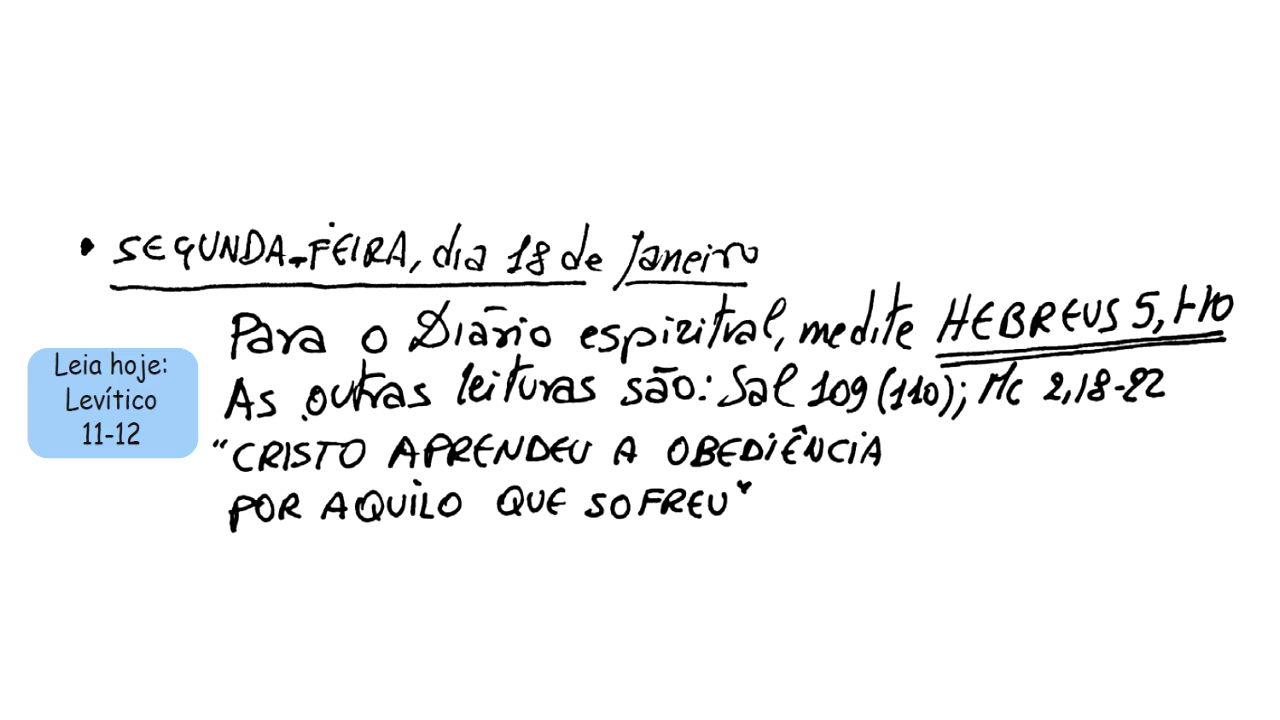 • SEGUNDA-FEIRA, dia 18 de Janeiro
Para o Diário espiritual, medite HEBREUS 5, 1-10
As outras leituras são: Sal 109 (110); Mc 2, 18-22
"CRISTO APRENDEU A OBEDIÊNCIA
POR AQUILO QUE SOFREU"
Leia hoje:
Levítico
11-12